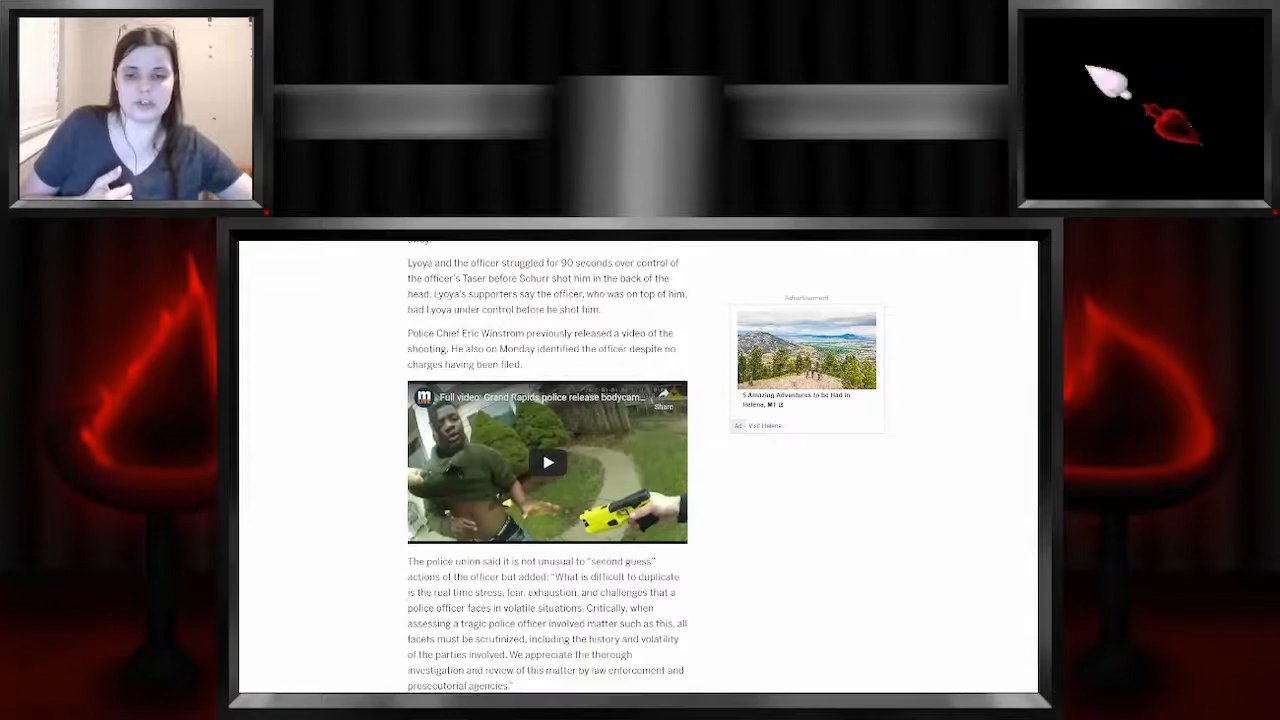 Lyoya and the officer struggled for 90 seconds over control of
the officer's Taser before Schurr shot him in the back of the
head. Lyoya's supporters say the officer, who was on top of him,
had Lyoya under control before he shot him.
Police Chief Eric Winstrom previously released a video of the
shooting. He also on Monday identified the officer despite no
charges having been filed.
Full video: Grand Rapids police release bodycam...
Share
The police union said it is not unusual to "second guess"
actions of the officer but added: "What is difficult to duplicate
is the real time stress, fear, exhaustion, and challenges that a
police officer faces in volatile situations. Critically, when
assessing a tragic police officer involved matter such as this, all
facets must be scrutinized, including the history and volatility
of the parties involved. We appreciate the thorough
investigation and review of this matter by law enforcement and
prosecutorial agencies."
Advertisement
5 Amazing Adventures to be Had in
Helena, MT
Ad Visit Helena